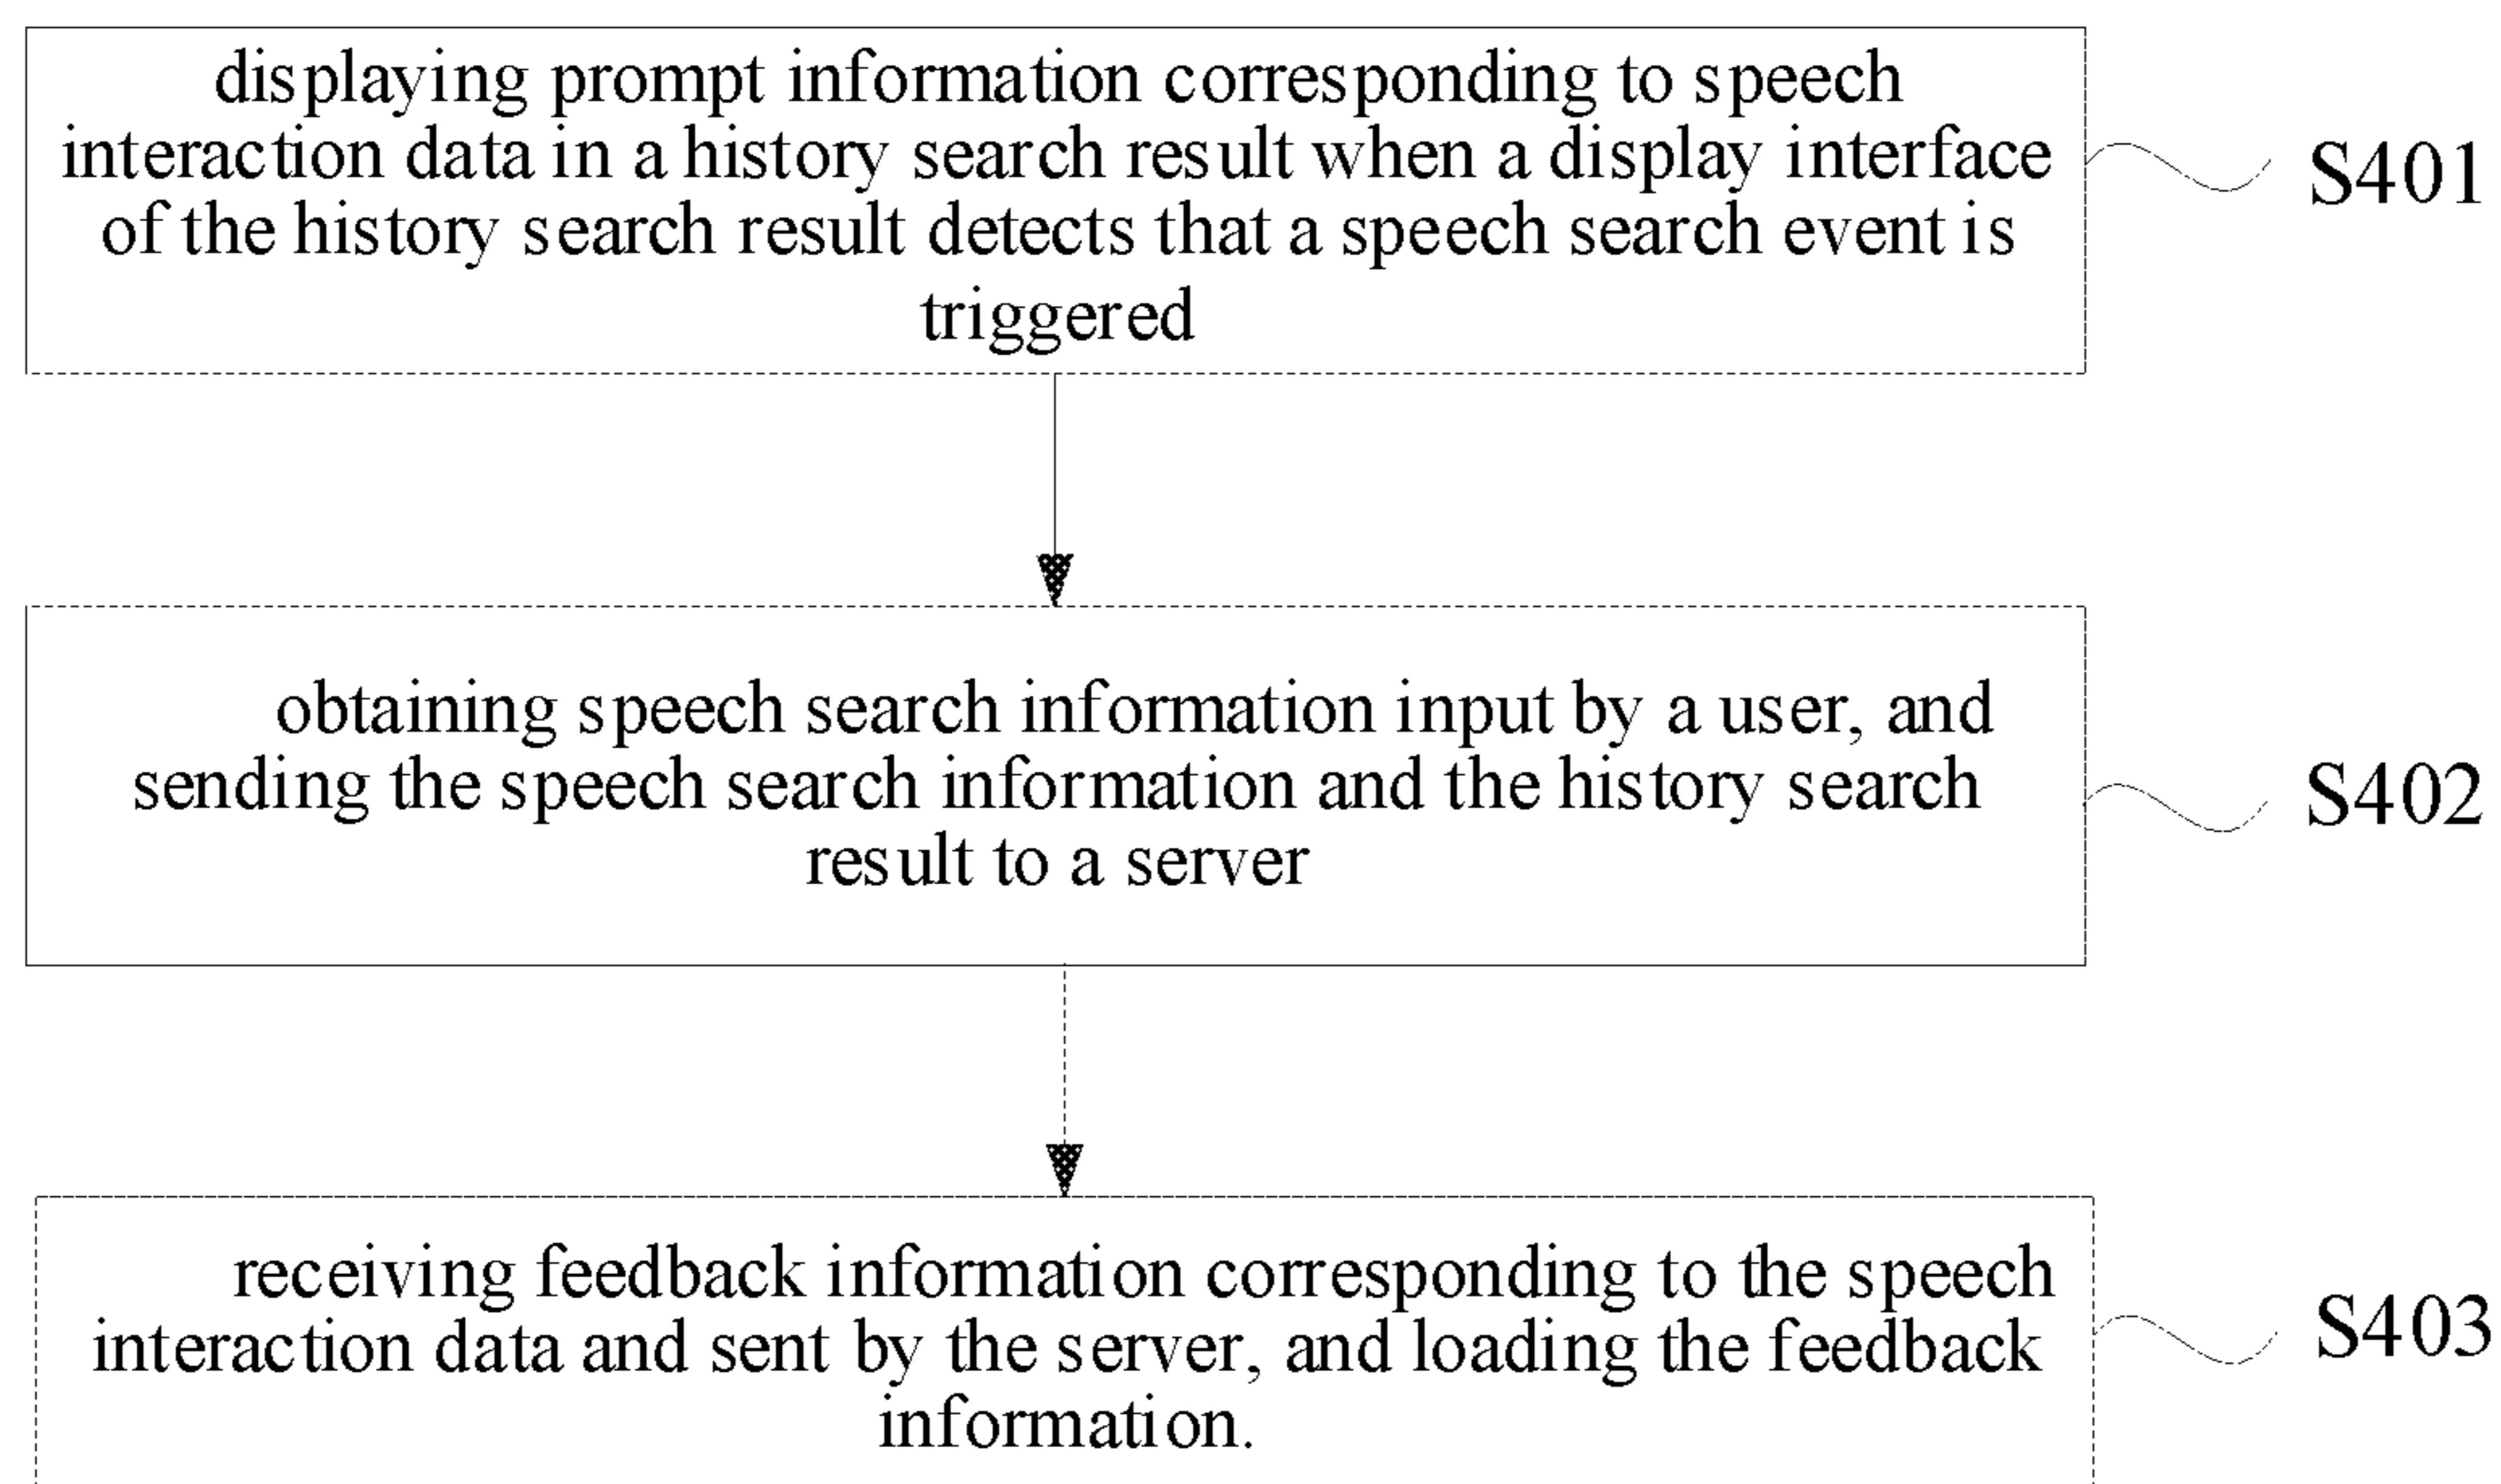 displaying prompt information corresponding to speech
interaction data in a history search result when a display interface
of the history search result detects that a speech search event is
triggered
S401
obtaining speech search information input by a user, and
sending the speech search information and the history search
result to a server
S402
receiving feedback information corresponding to the speech
interaction data and sent by the server, and loading the feedback
information.
S403